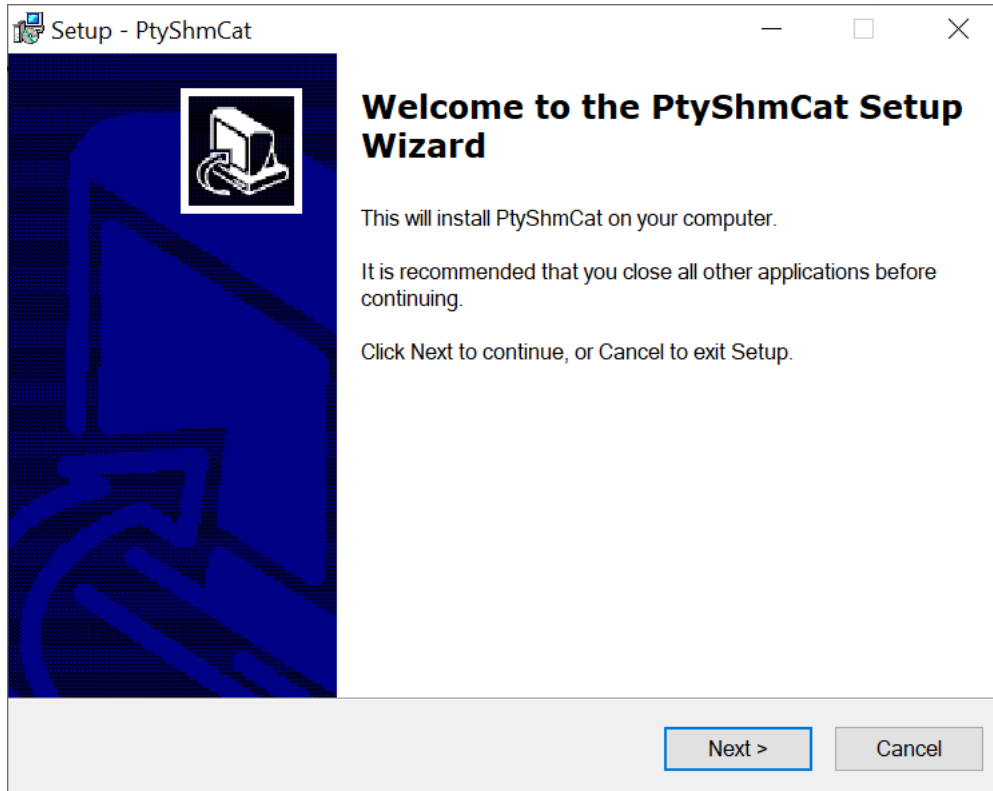 Setup - PtyShmCat
Welcome to the PtyShmCat Setup
Wizard
This will install PtyShmCat on your computer.
It is recommended that you close all other applications before
continuing.
Click Next to continue, or Cancel to exit Setup.
Next >
Cancel